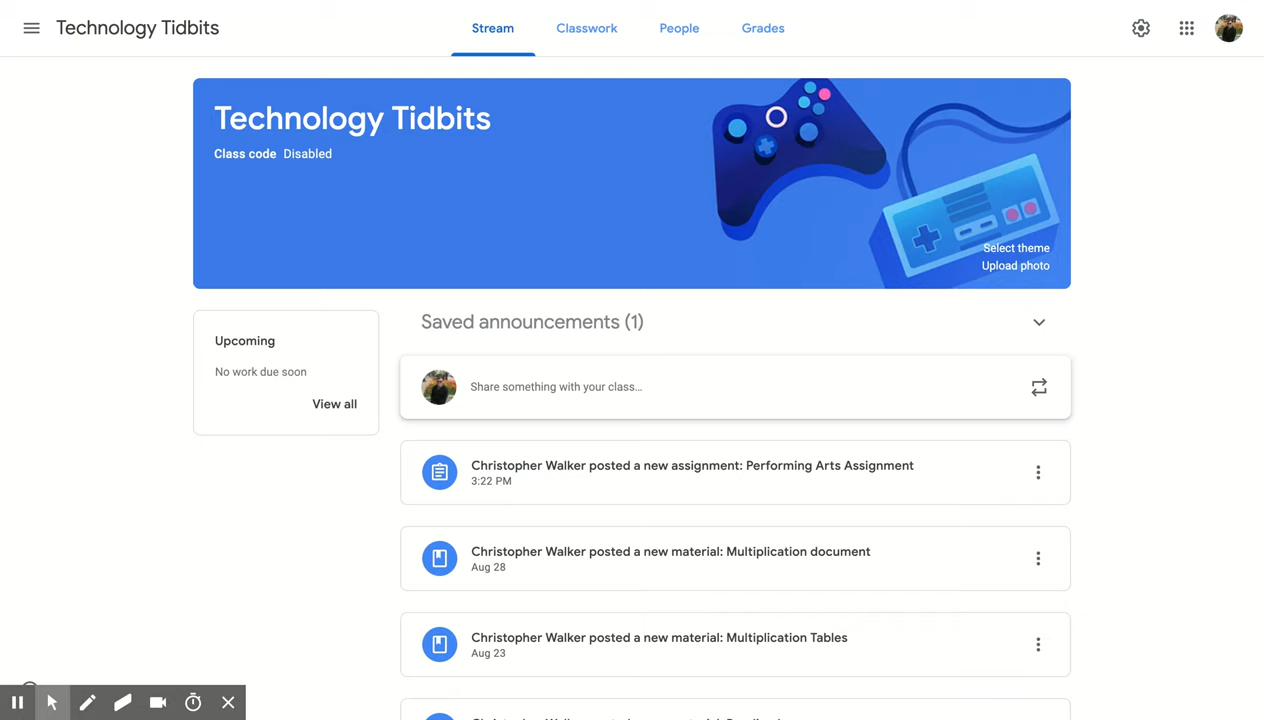 Technology Tidbits
Stream
Classwork
People
Grades
Technology Tidbits
Class code Disabled
Select theme
Upload photo
Upcoming
No work due soon
View all
Saved announcements (1)
Share something with your class...
Christopher Walker posted a new assignment: Performing Arts Assignment
3:22 PM
Christopher Walker posted a new material: Multiplication document
Aug 28
Christopher Walker posted a new material: Multiplication Tables
Aug 23